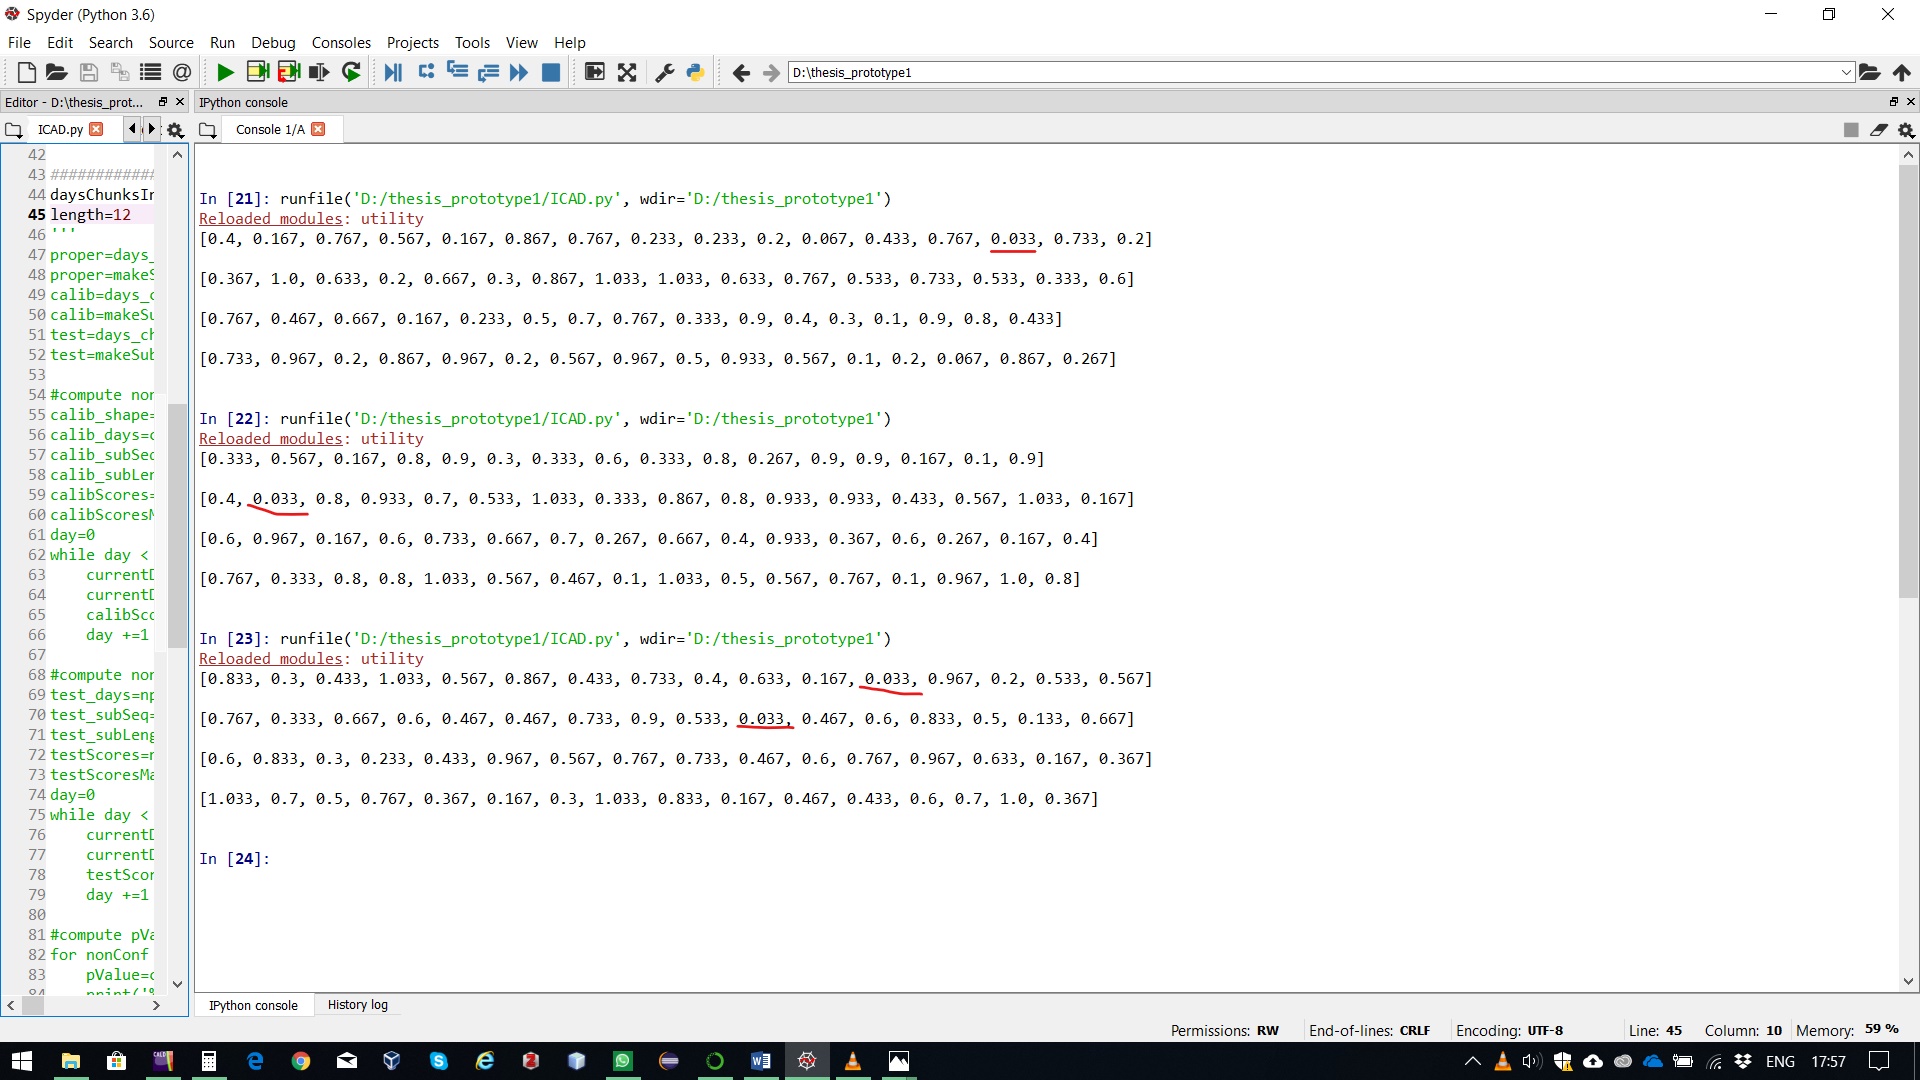 Spyder (Python 3.6)
File Edit Search Source Run Debug Consoles Projects Tools View Help
D:\thesis_prototype1
Editor - D:\thesis_prot... IPython console
ICAD.py Console 1/A
42
43 ############
44 daysChunksIn
45 length=12
46 '''
47 proper=days_
48 proper=makeS
49 calib=days_c
50 calib=makeSu
51 test=days_ch
52 test=makeSub
53
54 #compute nor
55 calib_shape=
56 calib_days=c
57 calib_subSeq
58 calib_subLen
59 calibScores=
60 calibScoresM
61 day=0
62 while day <
63 current
64 current
65 calibSco
66 day +=1
67
68 #compute nor
69 test_days=np
70 test_subSeq=
71 test_subLeng
72 testScores=n
73 testScoresMa
74 day=0
75 while day <
76 current
77 current
78 testScor
79 day +=1
80
81 #compute pVa
82 for nonConf
83 pValue=c
84 print('%
In [21]: runfile('D:/thesis_prototype1/ICAD.py', wdir='D:/thesis_prototype1')
Reloaded modules: utility
[0.4, 0.167, 0.767, 0.567, 0.167, 0.867, 0.767, 0.233, 0.233, 0.2, 0.067, 0.433, 0.767, 0.033, 0.733, 0.2]
[0.367, 1.0, 0.633, 0.2, 0.667, 0.3, 0.867, 1.033, 1.033, 0.633, 0.767, 0.533, 0.733, 0.533, 0.333, 0.6]
[0.767, 0.467, 0.667, 0.167, 0.233, 0.5, 0.7, 0.767, 0.333, 0.9, 0.4, 0.3, 0.1, 0.9, 0.8, 0.433]
[0.733, 0.967, 0.2, 0.867, 0.967, 0.2, 0.567, 0.967, 0.5, 0.933, 0.567, 0.1, 0.2, 0.067, 0.867, 0.267]
In [22]: runfile('D:/thesis_prototype1/ICAD.py', wdir='D:/thesis_prototype1')
Reloaded modules: utility
[0.333, 0.567, 0.167, 0.8, 0.9, 0.3, 0.333, 0.6, 0.333, 0.8, 0.267, 0.9, 0.9, 0.167, 0.1, 0.9]
[0.4, 0.033, 0.8, 0.933, 0.7, 0.533, 1.033, 0.333, 0.867, 0.8, 0.933, 0.933, 0.433, 0.567, 1.033, 0.167]
[0.6, 0.967, 0.167, 0.6, 0.733, 0.667, 0.7, 0.267, 0.667, 0.4, 0.933, 0.367, 0.6, 0.267, 0.167, 0.4]
[0.767, 0.333, 0.8, 0.8, 1.033, 0.567, 0.467, 0.1, 1.033, 0.5, 0.567, 0.767, 0.1, 0.967, 1.0, 0.8]
In [23]: runfile('D:/thesis_prototype1/ICAD.py', wdir='D:/thesis_prototype1')
Reloaded modules: utility
[0.833, 0.3, 0.433, 1.033, 0.567, 0.867, 0.433, 0.733, 0.4, 0.633, 0.167, 0.033, 0.967, 0.2, 0.533, 0.567]
[0.767, 0.333, 0.667, 0.6, 0.467, 0.467, 0.733, 0.9, 0.533, 0.033, 0.467, 0.6, 0.833, 0.5, 0.133, 0.667]
[0.6, 0.833, 0.3, 0.233, 0.433, 0.967, 0.567, 0.767, 0.733, 0.467, 0.6, 0.767, 0.967, 0.633, 0.167, 0.367]
[1.033, 0.7, 0.5, 0.767, 0.367, 0.167, 0.3, 1.033, 0.833, 0.167, 0.467, 0.433, 0.6, 0.7, 1.0, 0.367]
In [24]:
IPython console History log
Permissions: RW End-of-lines: CRLF Encoding: UTF-8 Line: 45 Column: 10 Memory: 59 %
ENG 17:57